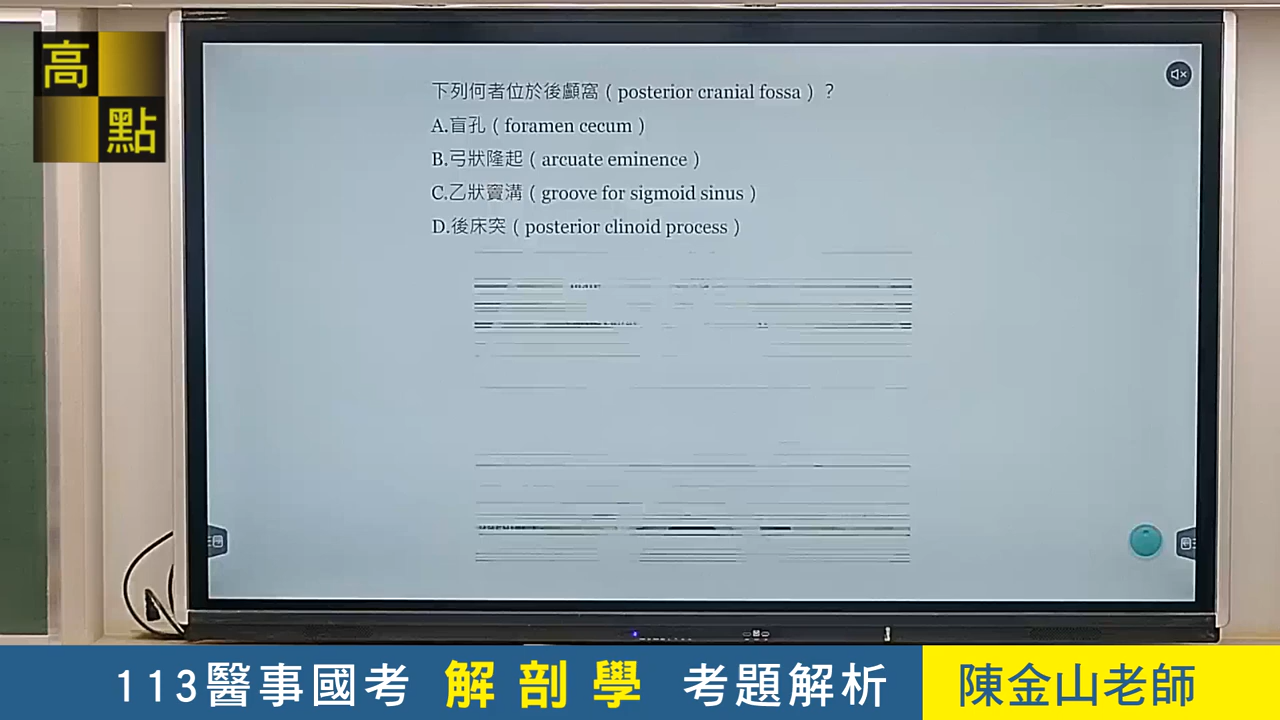 高
點
下列何者位於後顱窩（posterior cranial fossa）？
A.盲孔（foramen cecum）
B.弓狀隆起（arcuate eminence）
C.乙狀竇溝（groove for sigmoid sinus）
D.後床突（posterior clinoid process）
113醫事國考 解剖學 考題解析 陳金山老師